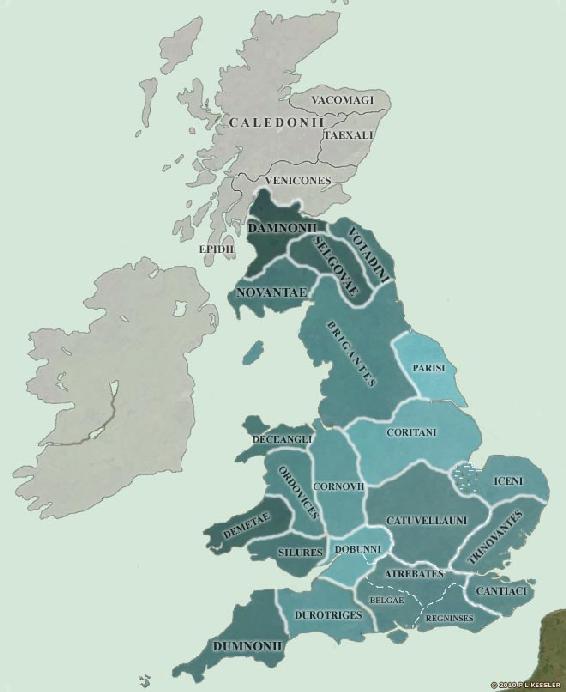 VACOMAGI
CALEDONII
TAEXALI
VENICONES
DAMNONII
EPIDII
SELGOVAE
VOTADINI
NOVANTAE
BRIGANTES
PARISI
CORITANI
DECEANGLI
ORDOVICES
CORNOVII
ICENI
CATUVELLAUNI
TRINOVANTES
DEMETAE
SILURES
DOBUNNI
ATREBATES
CANTIACI
BELGAE
REGNINSES
DUROTRIGES
DUMNONII
© 2010 P L KESSLER